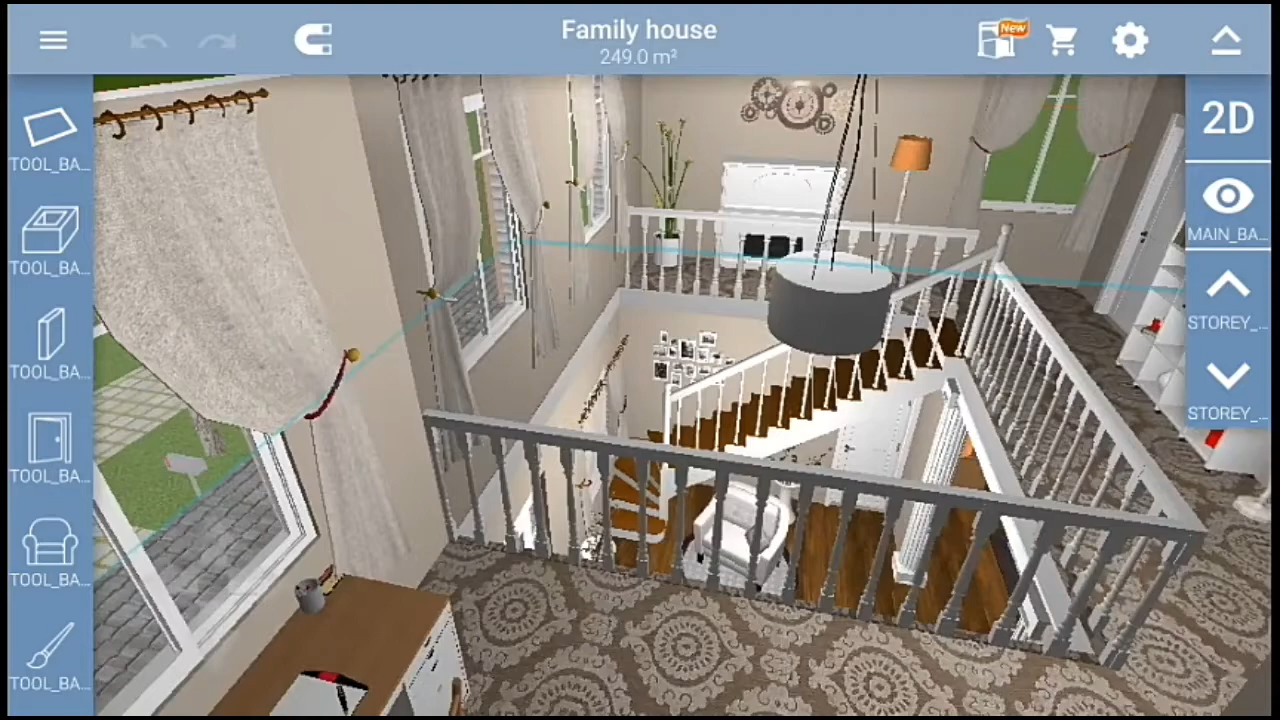 Family house
249.0 m²
New
TOOL_BA...
TOOL_BA...
TOOL_BA...
TOOL_BA...
TOOL_BA...
TOOL_BA...
2D
MAIN_BA...
STOREY_...
STOREY_...